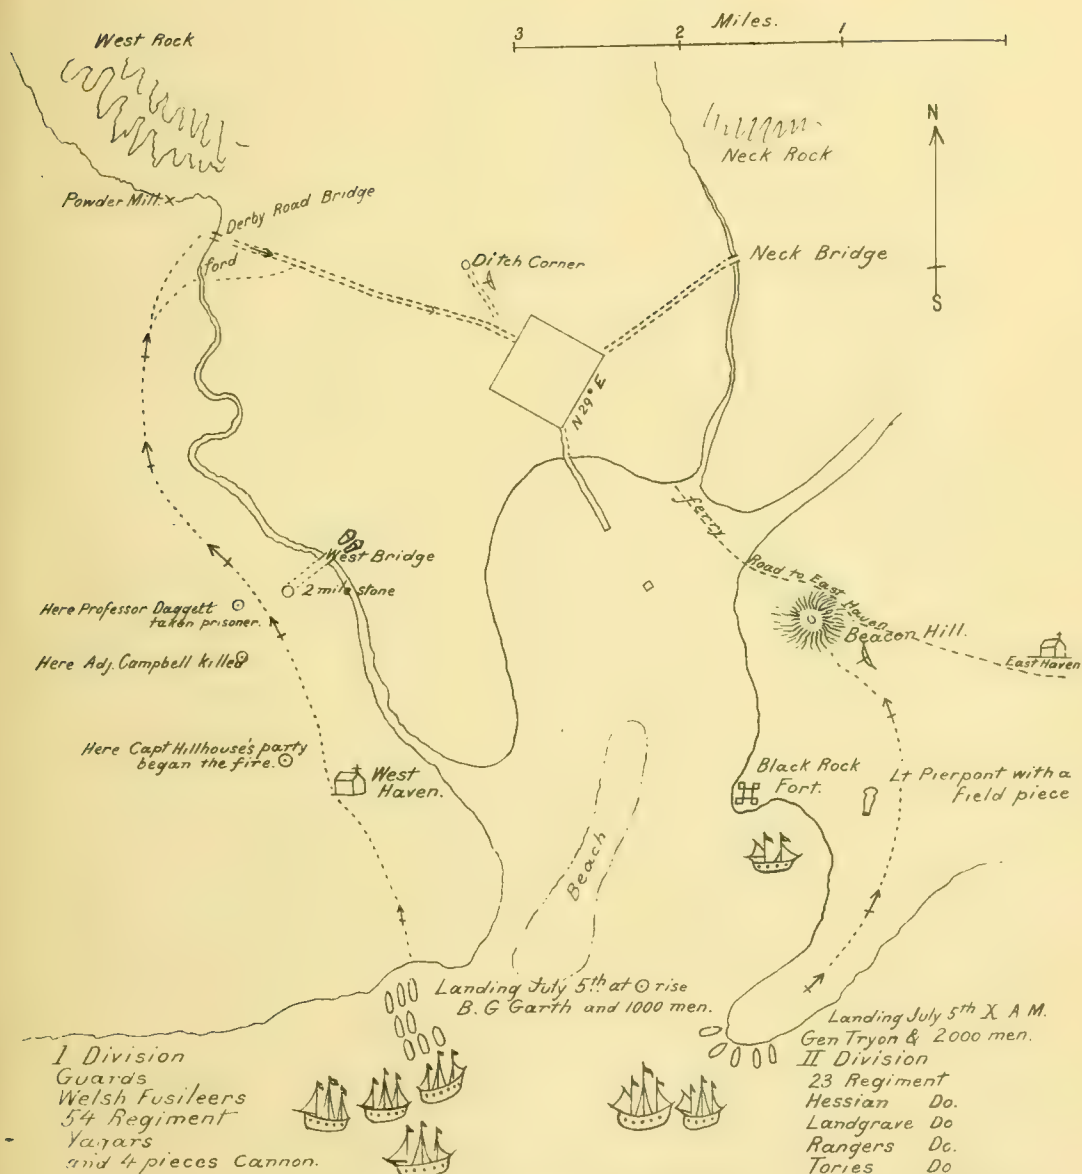 Miles.
3 2 1
West Rock
N
Neck Rock
Powder Mill. x
Derby Road Bridge
ford
Ditch Corner
Neck Bridge
S
N 29° E
ferry
West Bridge
2 mile stone
Road to East Haven
Here Professor Daggett
taken prisoner.
Beacon Hill.
Here Adj. Campbell killed
East Haven
Here Capt Hillhouse's party
began the fire.
West
Haven.
Black Rock
Fort.
Lt Pierpont with a
Field piece
Beach
Landing July 5th at ʘ rise
B. G Garth and 1000 men.
Landing July 5th X A M.
Gen Tryon & 2000 men.
I Division
Guards
Welsh Fusileers
54 Regiment
Yagars
and 4 pieces Cannon.
II Division
23 Regiment
Hessian Do.
Landgrave Do
Rangers Do.
Tories Do